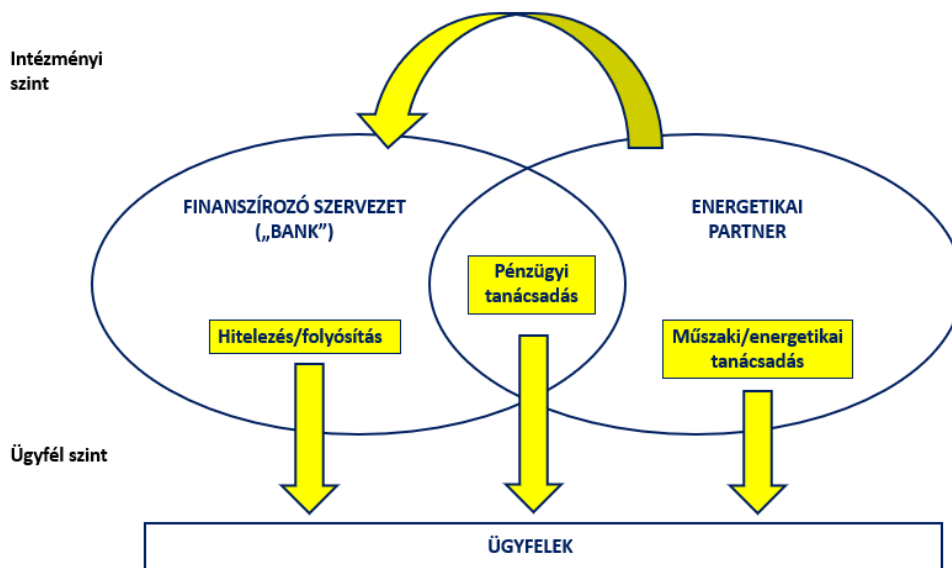 Intézményi
szint
FINANSZÍROZÓ SZERVEZET
(„BANK”)
ENERGETIKAI
PARTNER
Pénzügyi
tanácsadás
Hitelezés/folyósítás
Műszaki/energetikai
tanácsadás
Ügyfél szint
ÜGYFELEK